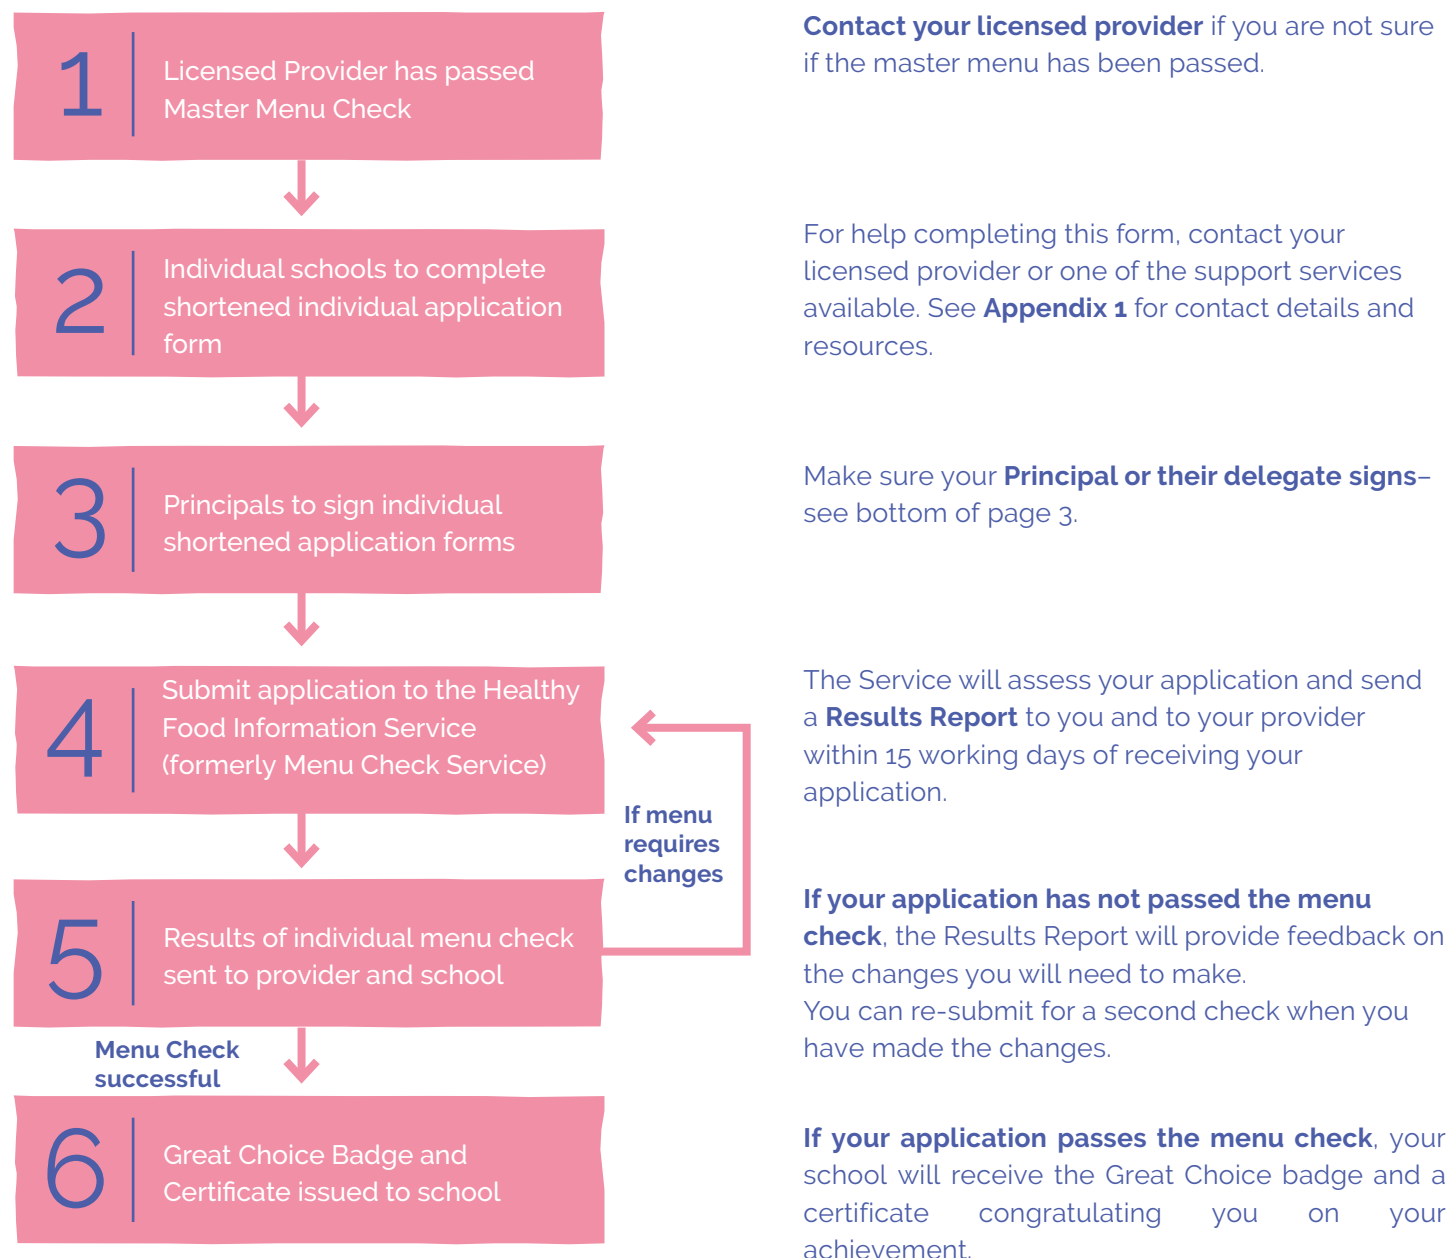 1
Licensed Provider has passed
Master Menu Check
Contact your licensed provider if you are not sure
if the master menu has been passed.
2
Individual schools to complete
shortened individual application
form
For help completing this form, contact your
licensed provider or one of the support services
available. See Appendix 1 for contact details and
resources.
3
Principals to sign individual
shortened application forms
Make sure your Principal or their delegate signs–
see bottom of page 3.
4
Submit application to the Healthy
Food Information Service
(formerly Menu Check Service)
The Service will assess your application and send
a Results Report to you and to your provider
within 15 working days of receiving your
application.
If menu
requires
changes
5
Results of individual menu check
sent to provider and school
If your application has not passed the menu
check, the Results Report will provide feedback on
the changes you will need to make.
You can re-submit for a second check when you
have made the changes.
Menu Check
successful
6
Great Choice Badge and
Certificate issued to school
If your application passes the menu check, your
school will receive the Great Choice badge and a
certificate congratulating you on your
achievement.